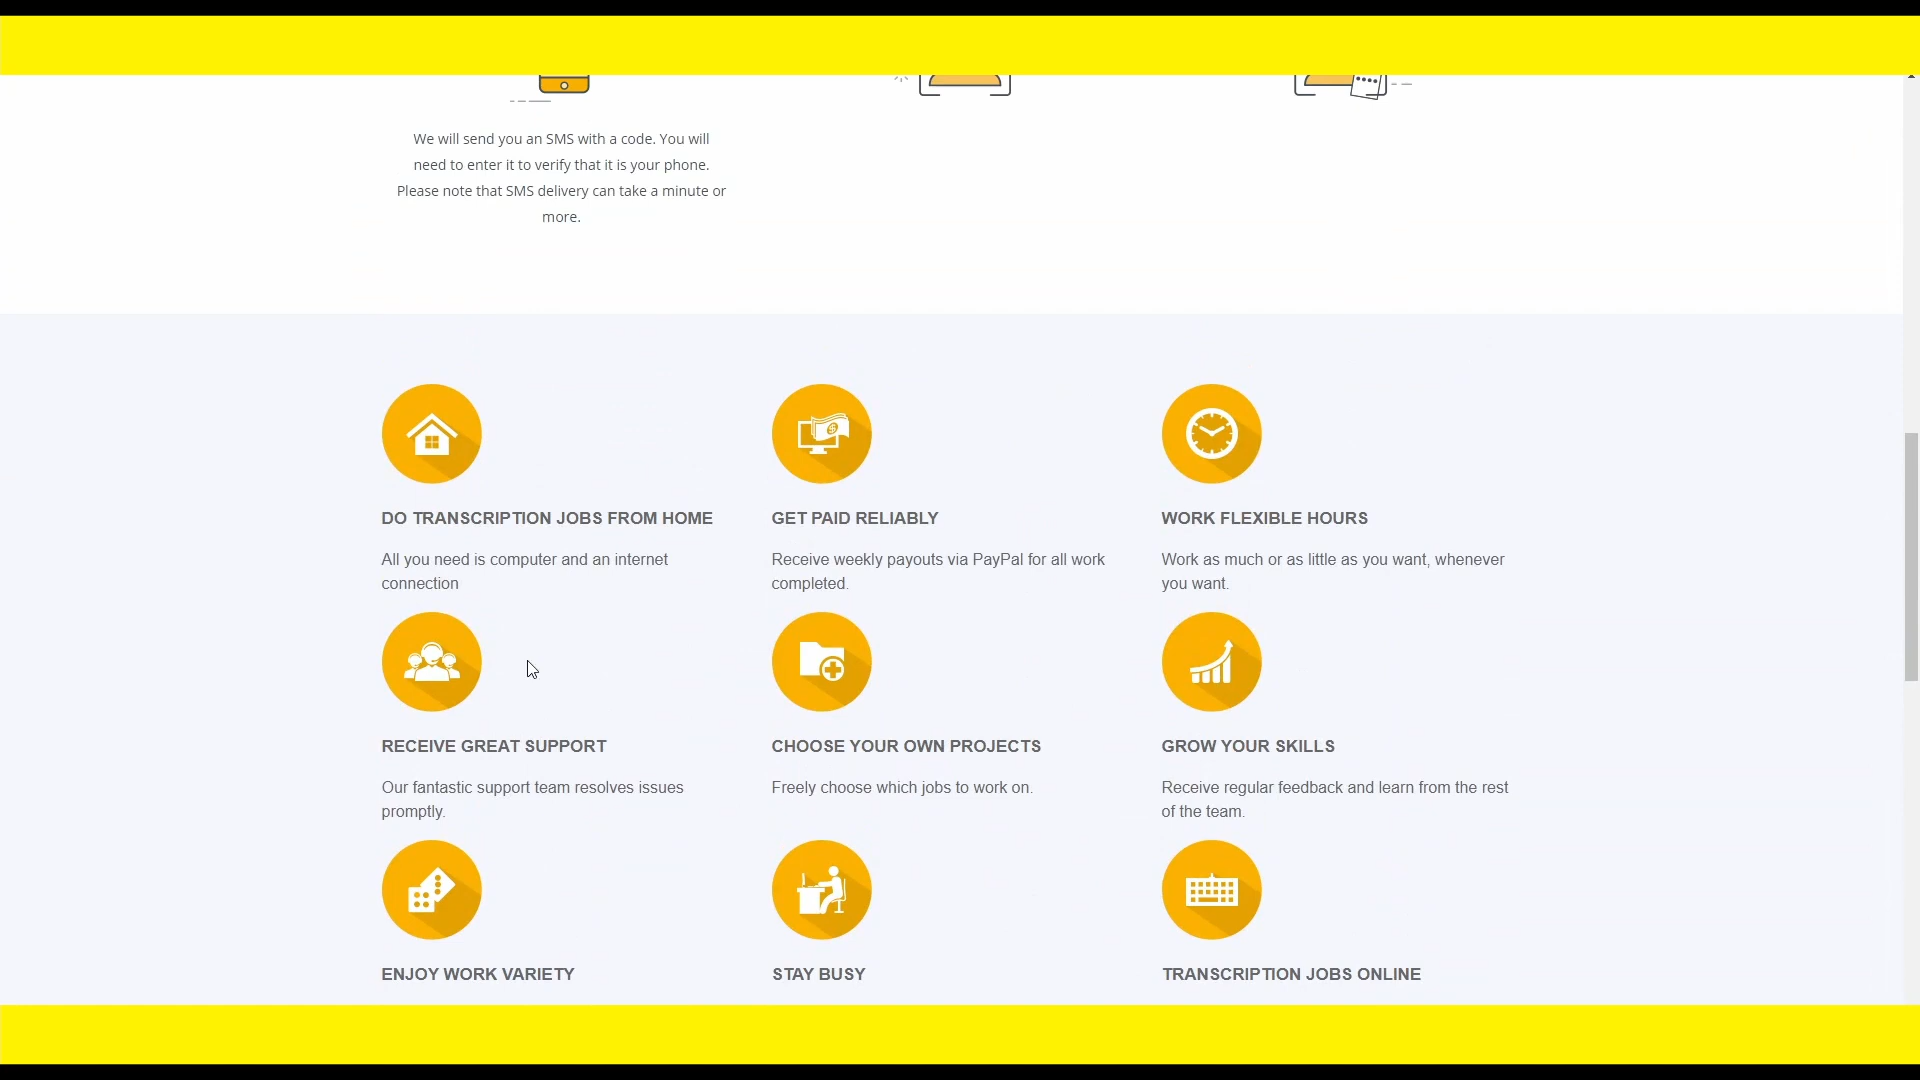 We will send you an SMS with a code. You will
need to enter it to verify that it is your phone.
Please note that SMS delivery can take a minute or
more.
DO TRANSCRIPTION JOBS FROM HOME
All you need is computer and an internet
connection
GET PAID RELIABLY
Receive weekly payouts via PayPal for all work
completed.
WORK FLEXIBLE HOURS
Work as much or as little as you want, whenever
you want.
RECEIVE GREAT SUPPORT
Our fantastic support team resolves issues
promptly.
CHOOSE YOUR OWN PROJECTS
Freely choose which jobs to work on.
GROW YOUR SKILLS
Receive regular feedback and learn from the rest
of the team.
ENJOY WORK VARIETY
STAY BUSY
TRANSCRIPTION JOBS ONLINE